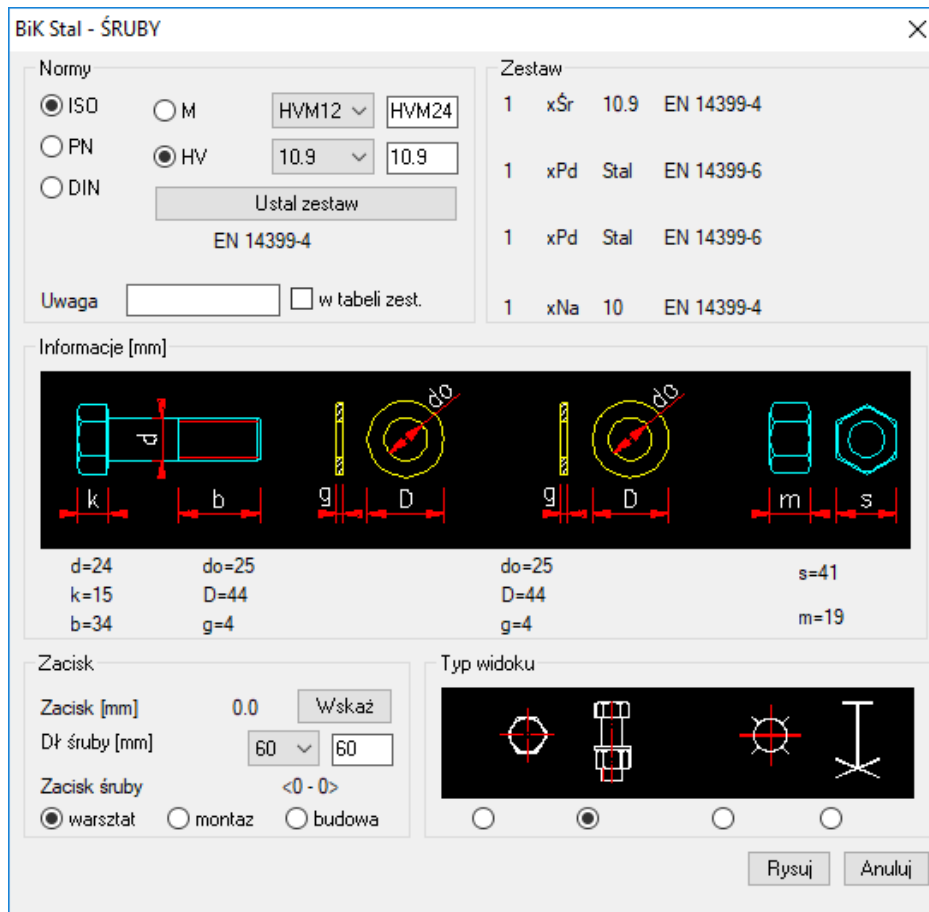 BiK Stal - ŚRUBY
Normy
ISO
M
HVM12
HVM24
PN
HV
10.9
10.9
DIN
Ustal zestaw
EN 14399-4
Uwaga
w tabeli zest.
Zestaw
1 xŚr 10.9 EN 14399-4
1 xPd Stal EN 14399-6
1 xPd Stal EN 14399-6
1 xNa 10 EN 14399-4
Informacje [mm]
d
do
do
k
b
g
D
g
D
m
s
d=24
k=15
b=34
do=25
D=44
g=4
do=25
D=44
g=4
s=41
m=19
Zacisk
Zacisk [mm] 0.0 Wskaż
Dł śruby [mm] 60 60
Zacisk śruby <0 - 0>
warsztat montaz budowa
Typ widoku
Rysuj Anuluj